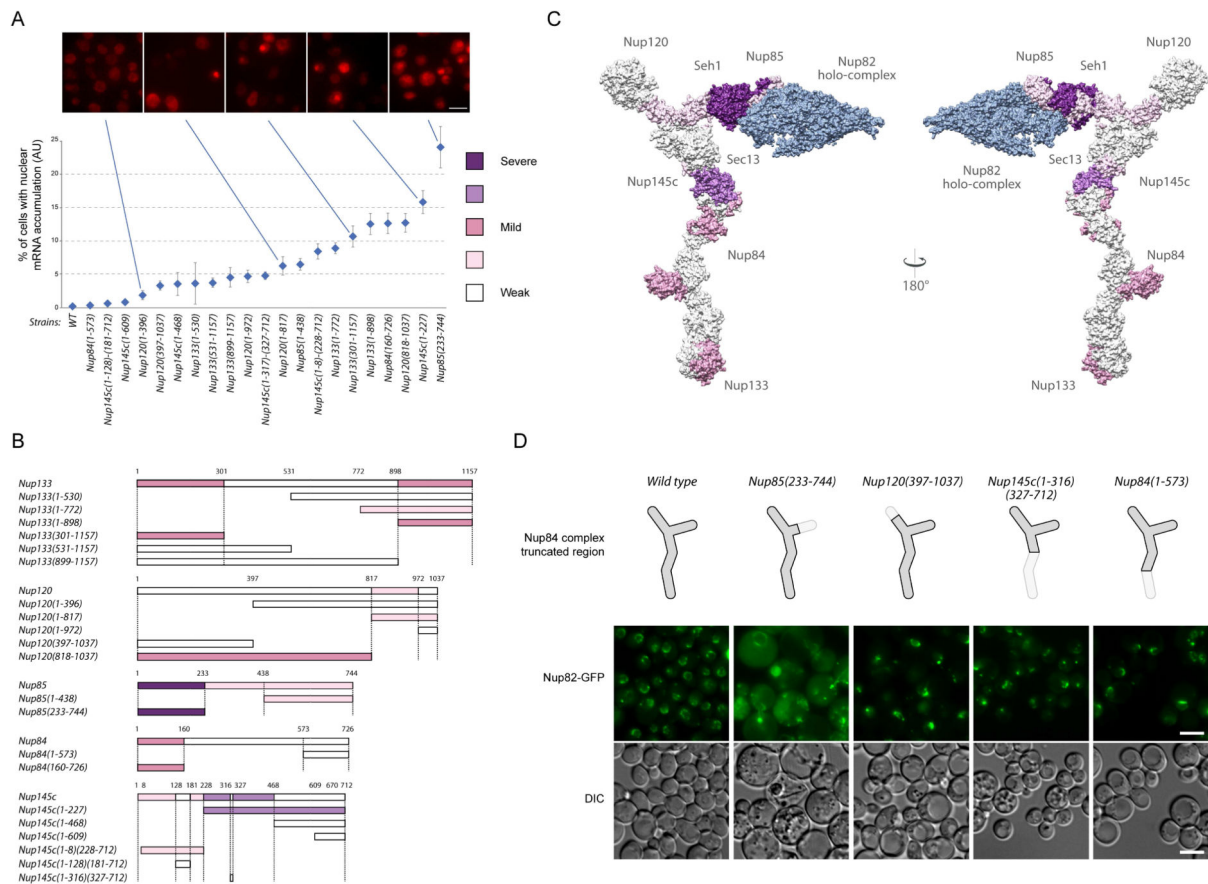 A
% of cells with nuclear
mRNA accumulation (AU)
25
20
15
10
5
0
Severe
Mild
Weak
Strains:
WT
Nup84(1-573)
Nup145c(1-128)-(181-712)
Nup145c(1-609)
Nup120(1-396)
Nup120(397-1037)
Nup145c(1-468)
Nup133(1-530)
Nup133(531-1157)
Nup133(899-1157)
Nup120(1-972)
Nup145c(1-317)-(327-712)
Nup120(1-817)
Nup85(1-438)
Nup145c(1-8)-(228-712)
Nup133(1-772)
Nup133(301-1157)
Nup133(1-898)
Nup84(160-726)
Nup120(818-1037)
Nup145c(1-227)
Nup85(233-744)
B
1 301 531 772 898 1157
Nup133
Nup133(1-530)
Nup133(1-772)
Nup133(1-898)
Nup133(301-1157)
Nup133(531-1157)
Nup133(899-1157)
1 397 817 972 1037
Nup120
Nup120(1-396)
Nup120(1-817)
Nup120(1-972)
Nup120(397-1037)
Nup120(818-1037)
1 233 438 744
Nup85
Nup85(1-438)
Nup85(233-744)
1 160 573 726
Nup84
Nup84(1-573)
Nup84(160-726)
1 8 128 181 228 316 327 468 609 670 712
Nup145c
Nup145c(1-227)
Nup145c(1-468)
Nup145c(1-609)
Nup145c(1-8)(228-712)
Nup145c(1-128)(181-712)
Nup145c(1-316)(327-712)
C
Nup120
Seh1
Nup85
Nup82
holo-complex
Sec13
Nup145c
Nup84
Nup133
180°
Nup85
Seh1
Nup120
Nup82
holo-complex
Sec13
Nup145c
Nup84
Nup133
D
Wild type
Nup85(233-744)
Nup120(397-1037)
Nup145c(1-316)
(327-712)
Nup84(1-573)
Nup84 complex
truncated region
Nup82-GFP
DIC